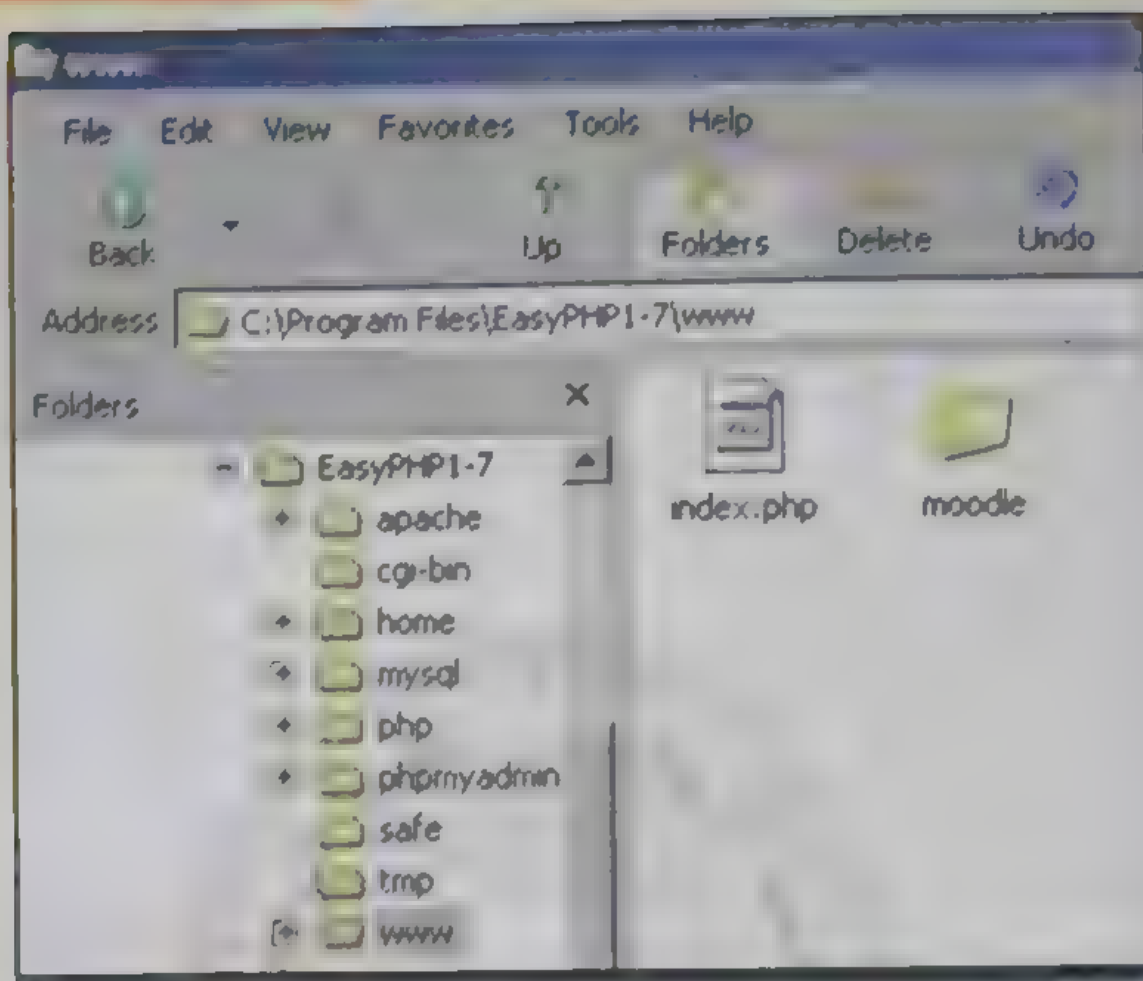 File Edit View Favorites Tools Help
Back Up Folders Delete Undo
Address C:\Program Files\EasyPHP1-7\www
Folders
EasyPHP1-7
apache
cgi-bin
home
mysql
php
phpmyadmin
safe
tmp
www
index.php moodle